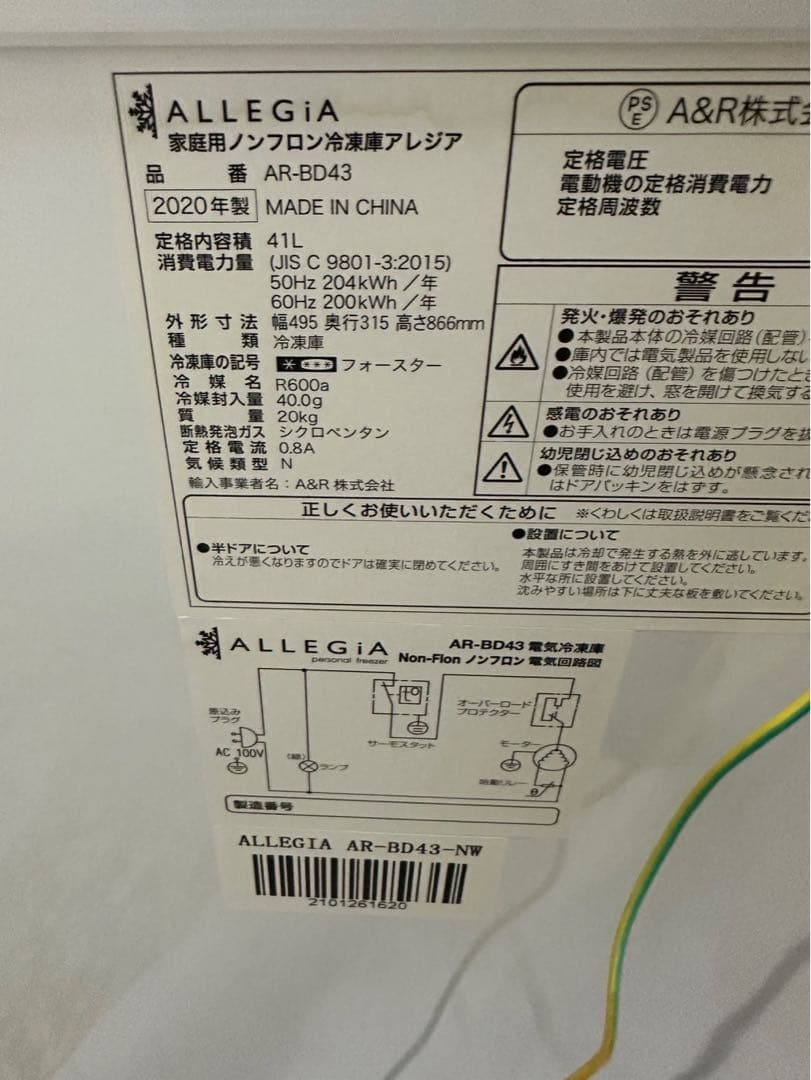 ALLEGiA
家庭用ノンフロン冷凍庫アレジア
品 番 AR-BD43
2020年製 MADE IN CHINA
定格内容積 41L
消費電力量 (JIS C 9801-3:2015)
50Hz 204kWh／年
60Hz 200kWh／年
外形寸法 幅495 奥行315 高さ866mm
種 類 冷凍庫
冷凍庫の記号 フォースター
冷媒名 R600a
冷媒封入量 40.0g
質 量 20kg
断熱発泡ガス シクロペンタン
定格電流 0.8A
気候類型 N
輸入事業者名：A&R 株式会社
PSE A&R株式会
定格電圧
電動機の定格消費電力
定格周波数
警告
発火・爆発のおそれあり
●本製品本体の冷媒回路(配管)
●庫内では電気製品を使用しない
●冷媒回路(配管)を傷つけたとき
使用を避け、窓を開けて換気する
感電のおそれあり
●お手入れのときは電源プラグを抜
幼児閉じ込めのおそれあり
●保管時に幼児閉じ込めが懸念され
はドアパッキンをはずす。
正しくお使いいただくために ※くわしくは取扱説明書をご覧くだ
●半ドアについて
冷えが悪くなりますのでドアは確実に閉めてください。
●設置について
本製品は冷却で発生する熱を外に逃しています。
周囲にすき間をあけて設置してください。
水平な所に設置してください。
沈みやすい場所は下に丈夫な板を敷いてください。
ALLEGiA
personal freezer
AR-BD43 電気冷凍庫
Non-Flon ノンフロン 電気回路図
差込み
プラグ
AC 100V
(緑)
ランプ
サーモスタット
オーバーロード
プロテクター
モーター
始動リレー
θ
製造番号
ALLEGIA AR-BD43-NW
2101261620